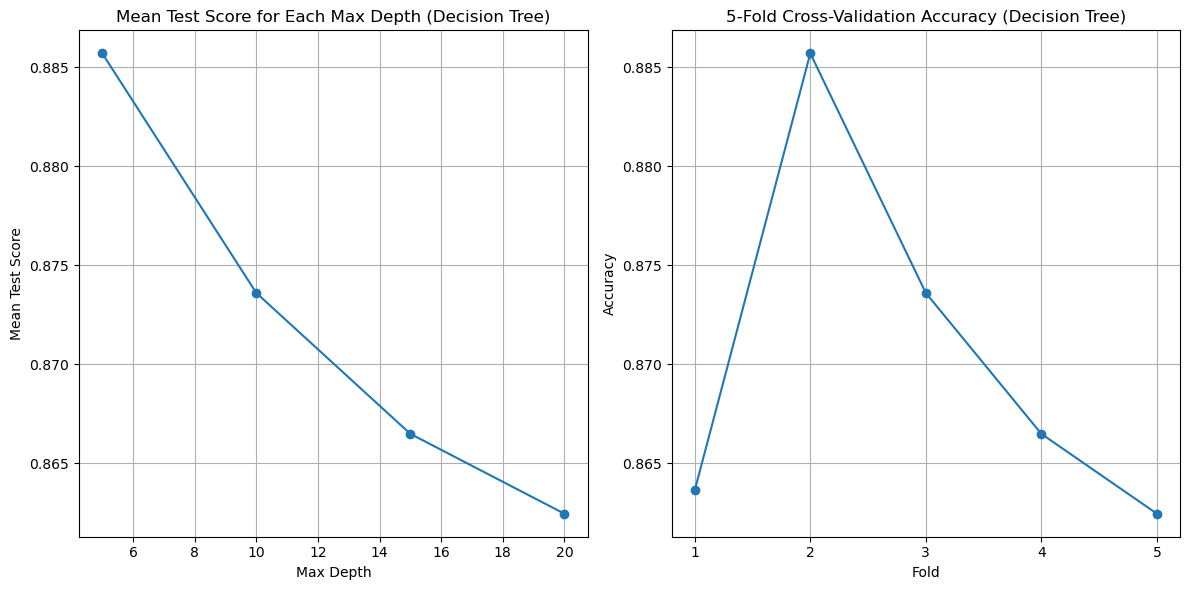 Mean Test Score for Each Max Depth (Decision Tree)
Mean Test Score
0.885
0.880
0.875
0.870
0.865
6 8 10 12 14 16 18 20
Max Depth
5-Fold Cross-Validation Accuracy (Decision Tree)
Accuracy
0.885
0.880
0.875
0.870
0.865
1 2 3 4 5
Fold